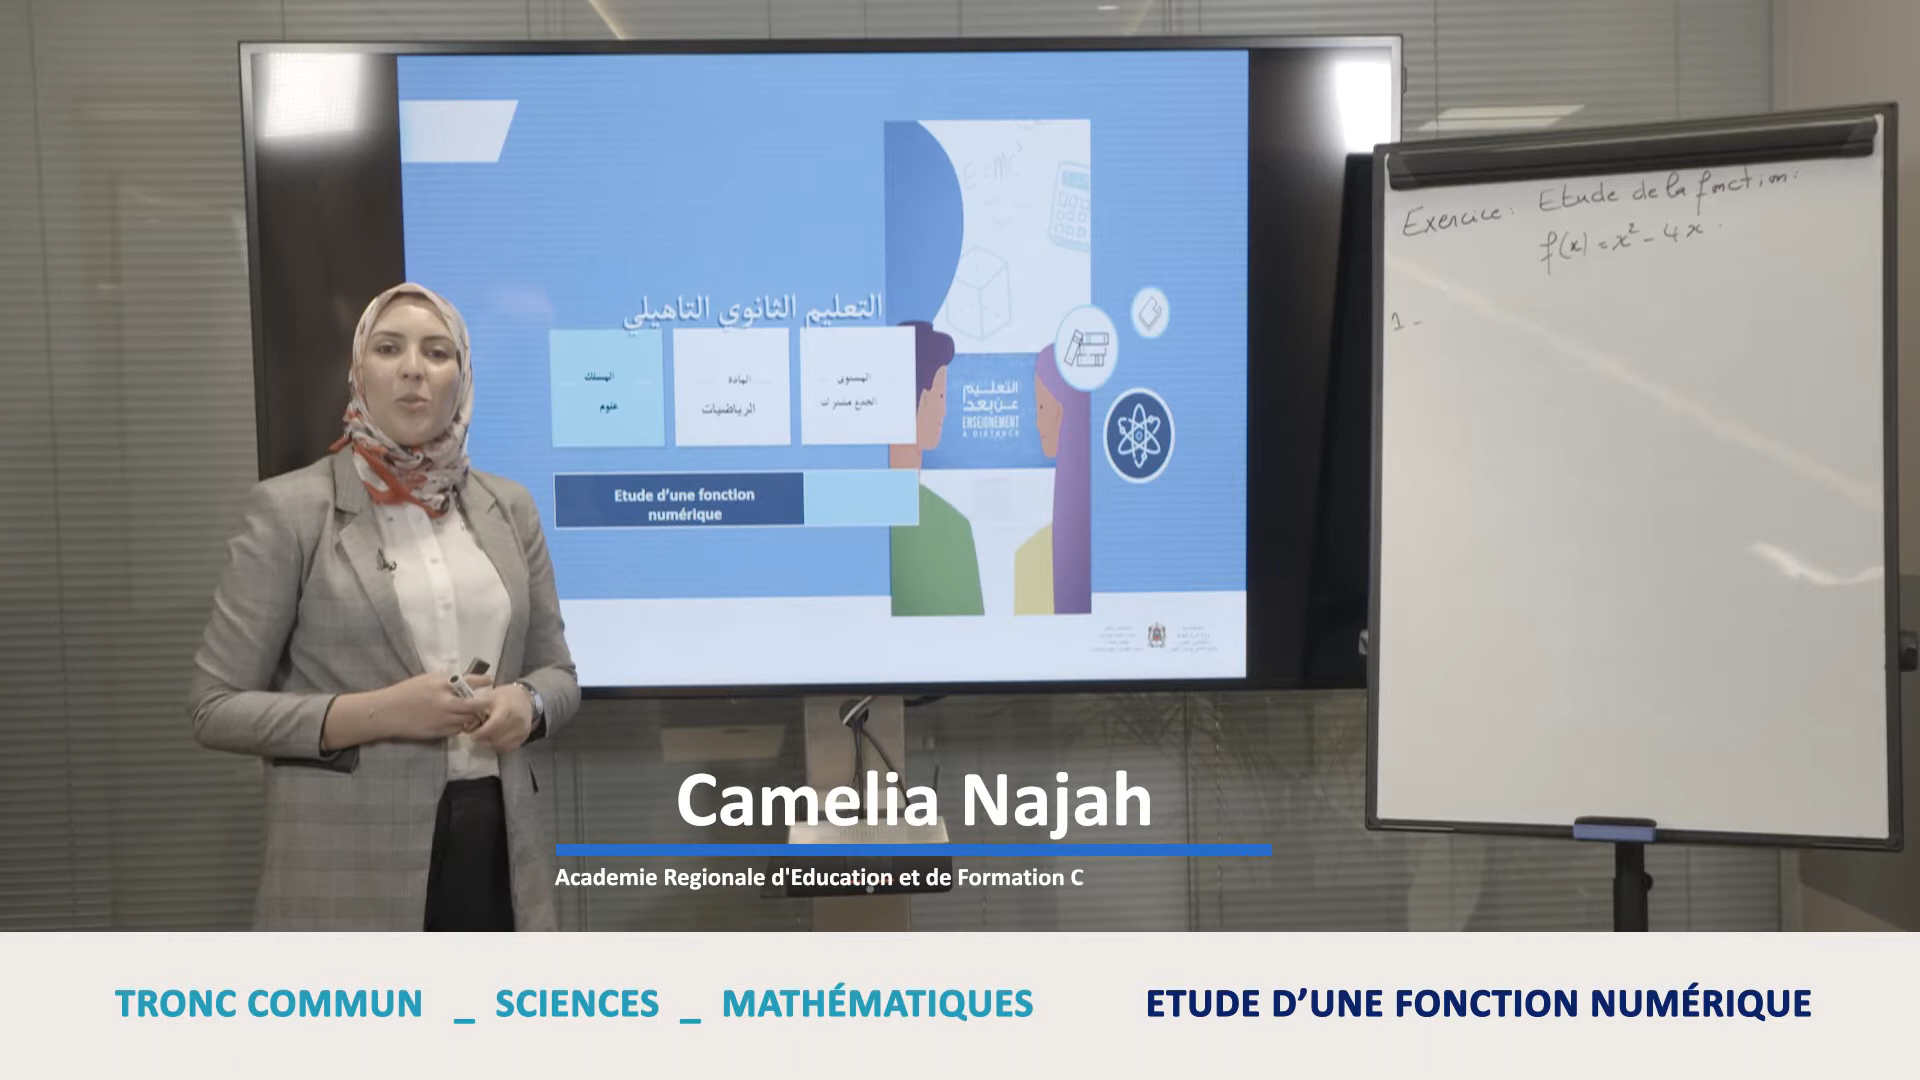 E=mc²
التعليم الثانوي التاهيلي
المستوى
الجذع مشترك
المادة
الرياضيات
المسلك
علوم
التعليم
عن بعد
ENSEIGNEMENT
A DISTANCE
Etude d'une fonction
numérique
Exercice: Etude de la fonction:
f(x) = x² - 4x
1 -
Camelia Najah
Academie Regionale d'Education et de Formation C
TRONC COMMUN _ SCIENCES _ MATHÉMATIQUES
ETUDE D'UNE FONCTION NUMÉRIQUE